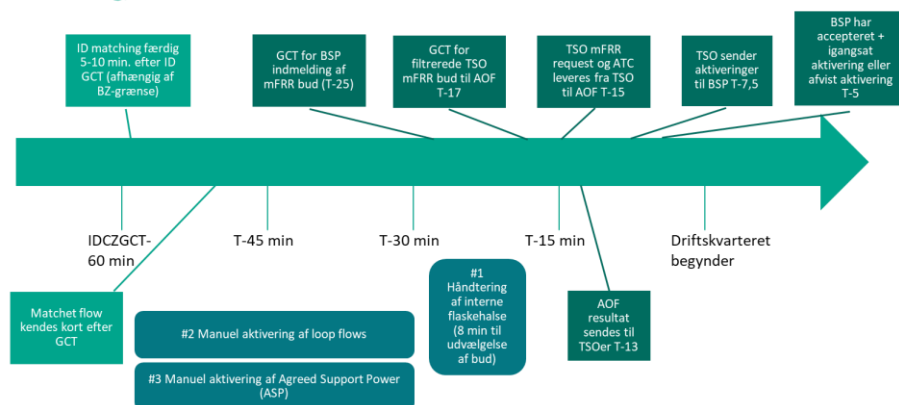 ID matching færdig
5-10 min. efter ID
GCT (afhængig af
BZ-grænse)
GCT for BSP
indmelding af
mFRR bud (T-25)
GCT for
filtrerede TSO
mFRR bud til AOF
T-17
TSO mFRR
request og ATC
leveres fra TSO
til AOF T-15
TSO sender
aktiveringer
til BSP T-7,5
BSP har
accepteret +
igangsat
aktivering eller
afvist aktivering
T-5
IDCZGCT-
60 min
T-45 min
T-30 min
T-15 min
Driftskvarteret
begynder
Matchet flow
kendes kort efter
GCT
#2 Manuel aktivering af loop flows
#3 Manuel aktivering af Agreed Support Power
(ASP)
#1
Håndtering
af interne
flaskehalse
(8 min til
udvælgelse
af bud)
AOF
resultat
sendes til
TSOer T-13